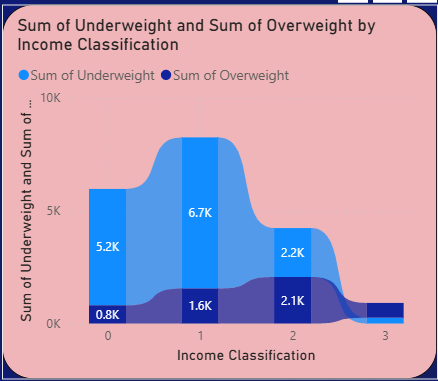 Sum of Underweight and Sum of Overweight by
Income Classification
Sum of Underweight Sum of Overweight
Sum of Underweight and Sum of ...
10K
5K
0K
5.2K
0.8K
6.7K
1.6K
2.2K
2.1K
0 1 2 3
Income Classification